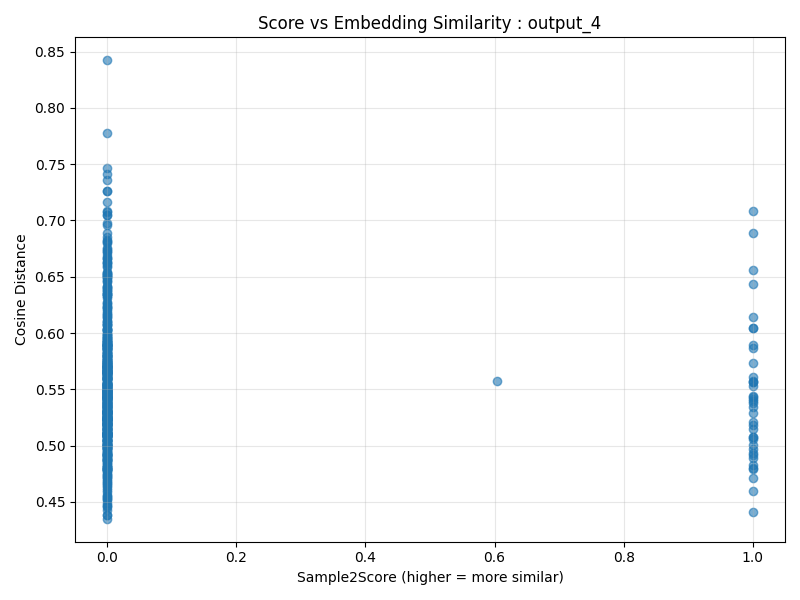 Score vs Embedding Similarity : output_4
Cosine Distance
0.85
0.80
0.75
0.70
0.65
0.60
0.55
0.50
0.45
0.0 0.2 0.4 0.6 0.8 1.0
Sample2Score (higher = more similar)